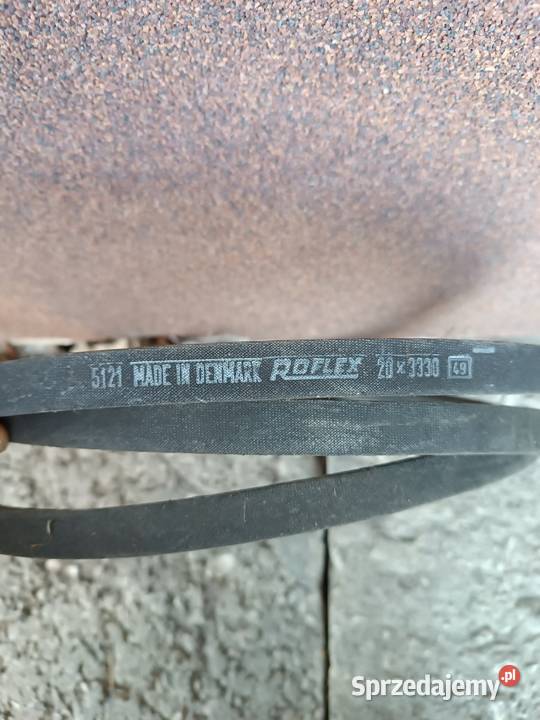 5121 MADE IN DENMARK ROFLEX 20 x 3330 49
Sprzedajemy.pl